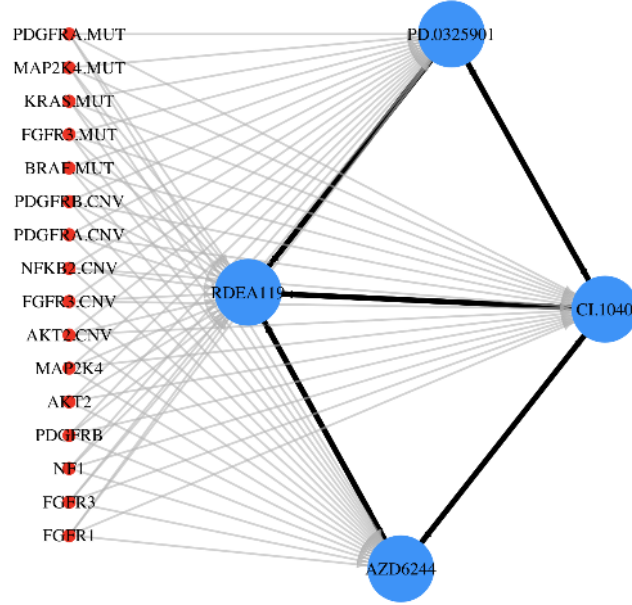 PDGFRA.MUT
PD.0325901
MAP2K4.MUT
KRAS.MUT
FGFR3.MUT
BRAF.MUT
PDGFRB.CNV
PDGFRA.CNV
NFKB2.CNV
RDEA119
FGFR3.CNV
CI.1040
AKT2.CNV
MAP2K4
AKT2
PDGFRB
NF1
FGFR3
FGFR1
AZD6244